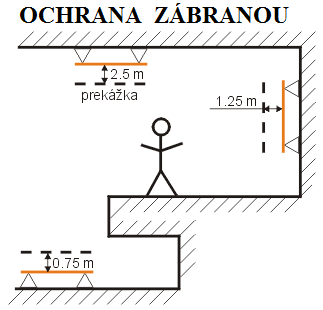 OCHRANA ZÁBRANOU
2.5 m
prekážka
1.25 m
0.75 m